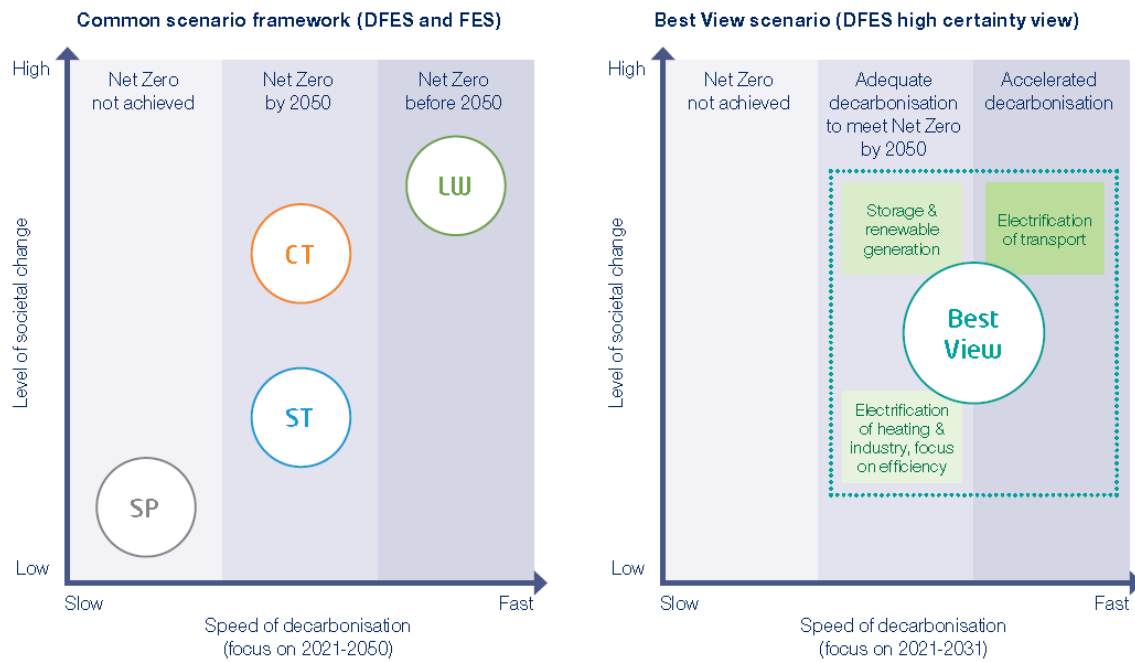 Common scenario framework (DFES and FES)
High
Net Zero
not achieved
Net Zero
by 2050
Net Zero
before 2050
LW
CT
ST
SP
Level of societal change
Low
Slow
Fast
Speed of decarbonisation
(focus on 2021-2050)
Best View scenario (DFES high certainty view)
High
Net Zero
not achieved
Adequate
decarbonisation
to meet Net Zero
by 2050
Accelerated
decarbonisation
Storage &
renewable
generation
Electrification
of transport
Best
View
Electrification
of heating &
industry, focus
on efficiency
Level of societal change
Low
Slow
Fast
Speed of decarbonisation
(focus on 2021-2031)